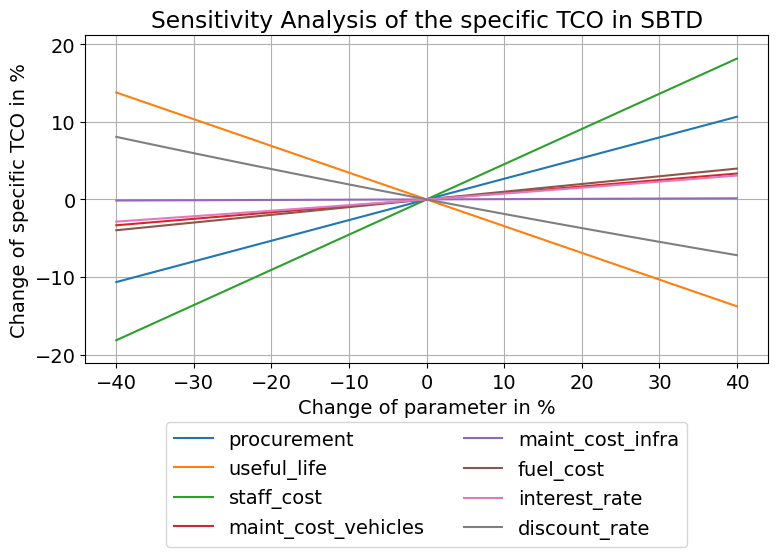 Sensitivity Analysis of the specific TCO in SBTD
Change of specific TCO in %
20
10
0
−10
−20
−40
−30
−20
−10
0
10
20
30
40
Change of parameter in %
procurement
useful_life
staff_cost
maint_cost_vehicles
maint_cost_infra
fuel_cost
interest_rate
discount_rate